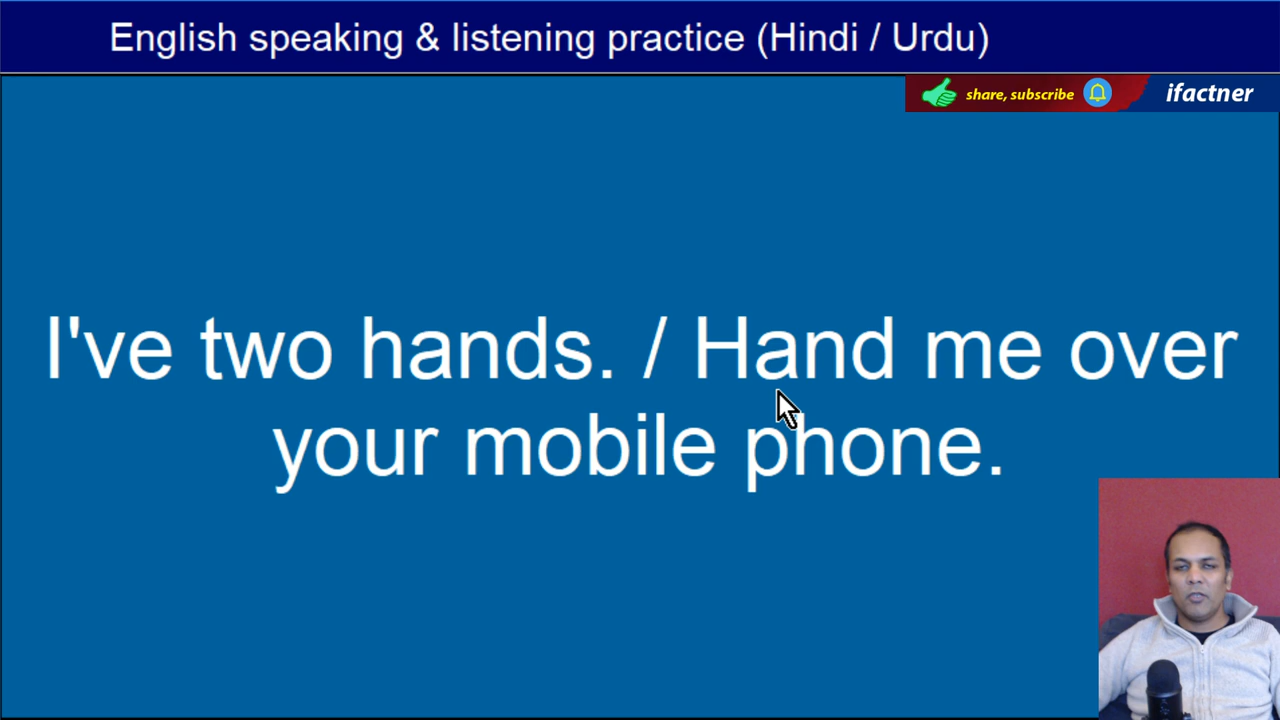 English speaking & listening practice (Hindi / Urdu)
share, subscribe
ifactner
I've two hands. / Hand me over
your mobile phone.